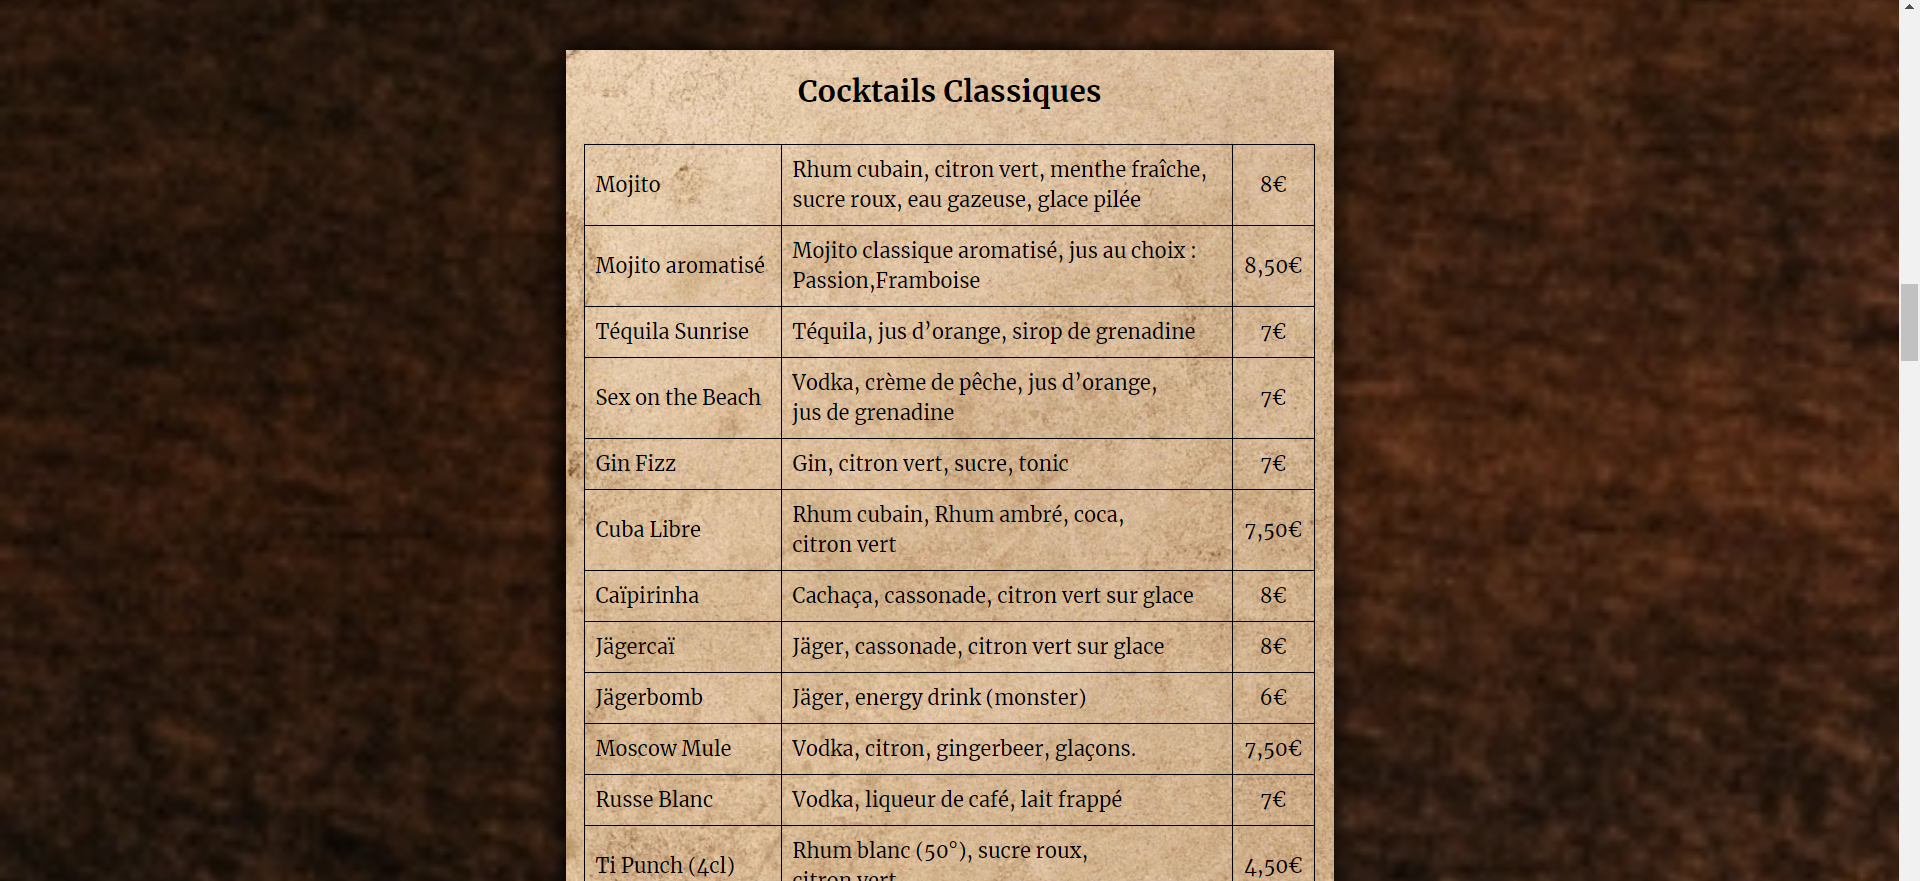 Cocktails Classiques
Mojito
Rhum cubain, citron vert, menthe fraîche,
sucre roux, eau gazeuse, glace pilée
8€
Mojito aromatisé
Mojito classique aromatisé, jus au choix :
Passion,Framboise
8,50€
Téquila Sunrise
Téquila, jus d’orange, sirop de grenadine
7€
Sex on the Beach
Vodka, crème de pêche, jus d’orange,
jus de grenadine
7€
Gin Fizz
Gin, citron vert, sucre, tonic
7€
Cuba Libre
Rhum cubain, Rhum ambré, coca,
citron vert
7,50€
Caïpirinha
Cachaça, cassonade, citron vert sur glace
8€
Jägercaï
Jäger, cassonade, citron vert sur glace
8€
Jägerbomb
Jäger, energy drink (monster)
6€
Moscow Mule
Vodka, citron, gingerbeer, glaçons.
7,50€
Russe Blanc
Vodka, liqueur de café, lait frappé
7€
Ti Punch (4cl)
Rhum blanc (50°), sucre roux,
citron vert
4,50€